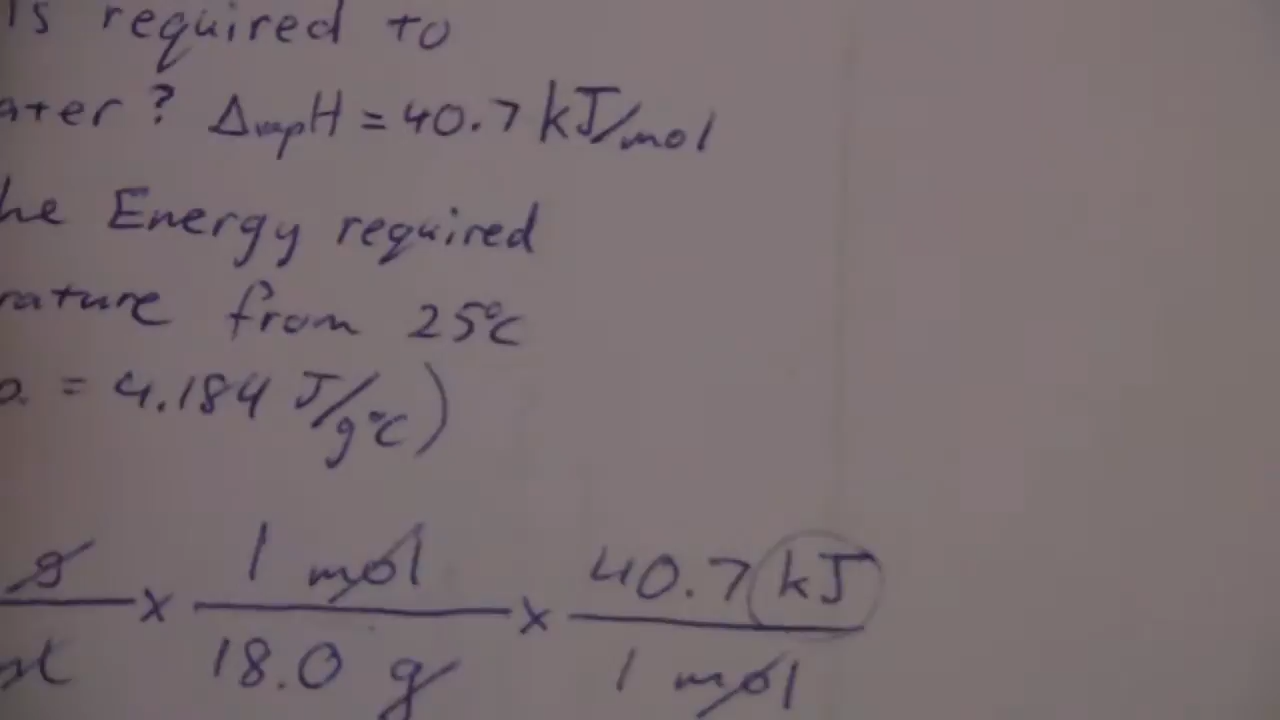 is required to
ater? ΔvapH = 40.7 kJ/mol
he Energy required
rature from 25°C
= 4.184 J/g°C)
g × 1 mol × 40.7 kJ
18.0 g 1 mol